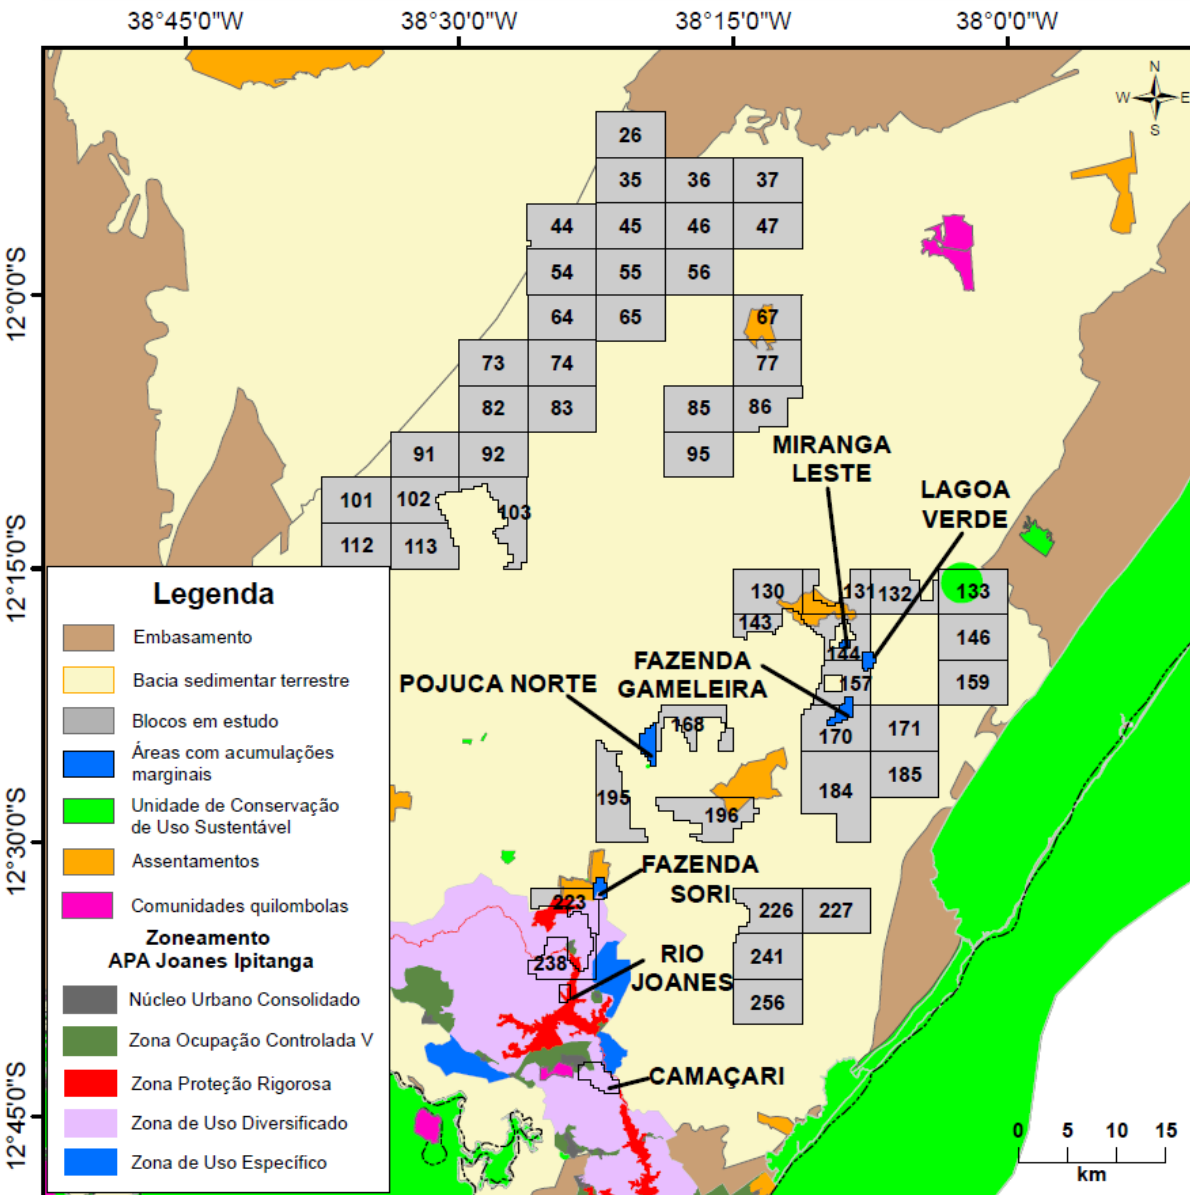 38°45'0"W 38°30'0"W 38°15'0"W 38°0'0"W
N
W E
S
26
35 36 37
44 45 46 47
54 55 56
12°0'0"S
64 65 67
73 74 77
82 83 85 86
91 92 95
MIRANGA
LESTE
LAGOA
VERDE
101 102 103
112 113
12°15'0"S
130 131 132 133
143 144 146
157 159
FAZENDA
GAMELEIRA
POJUCA NORTE
168 170 171
195 196 184 185
12°30'0"S
FAZENDA
SORI
223 226 227
238 241
RIO
JOANES
256
CAMAÇARI
12°45'0"S
Legenda
Embasamento
Bacia sedimentar terrestre
Blocos em estudo
Áreas com acumulações
marginais
Unidade de Conservação
de Uso Sustentável
Assentamentos
Comunidades quilombolas
Zoneamento
APA Joanes Ipitanga
Núcleo Urbano Consolidado
Zona Ocupação Controlada V
Zona Proteção Rigorosa
Zona de Uso Diversificado
Zona de Uso Específico
0 5 10 15
km